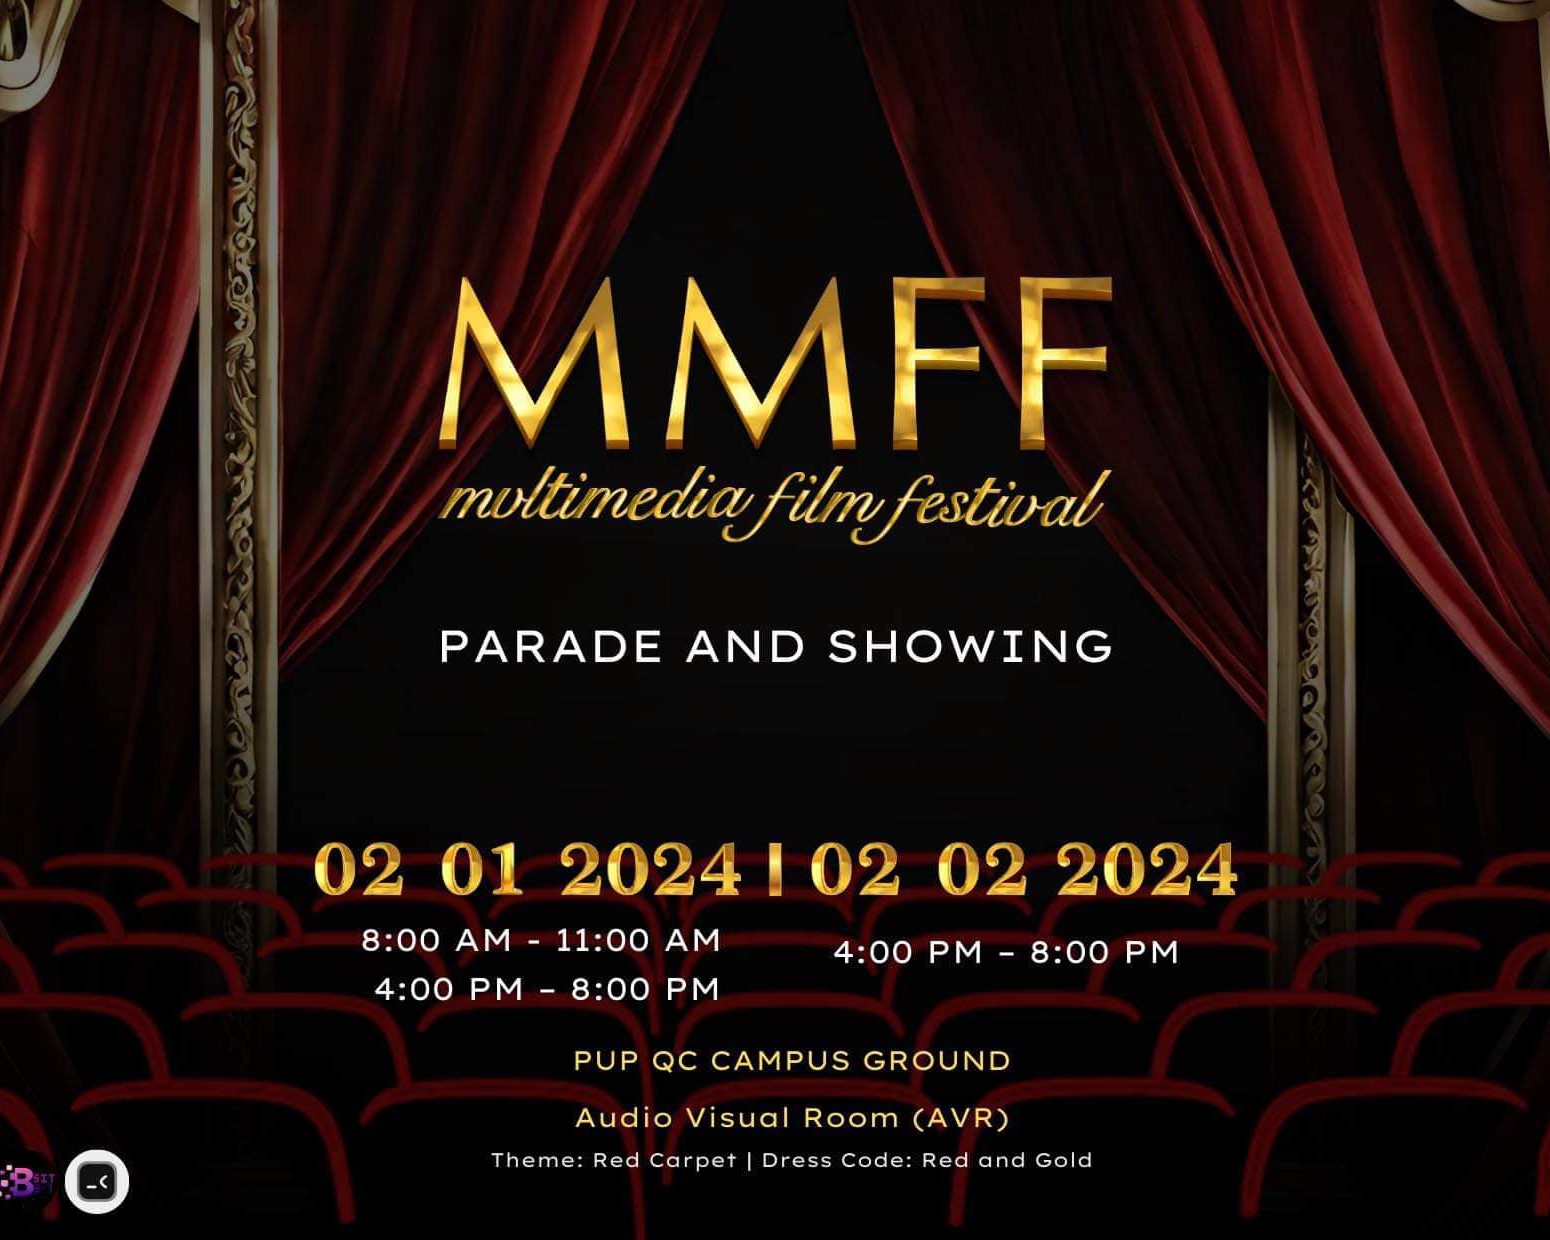 MMFF
multimedia film festival
PARADE AND SHOWING
02 01 2024 | 02 02 2024
8:00 AM - 11:00 AM
4:00 PM – 8:00 PM
4:00 PM – 8:00 PM
PUP QC CAMPUS GROUND
Audio Visual Room (AVR)
Theme: Red Carpet | Dress Code: Red and Gold
BSIT